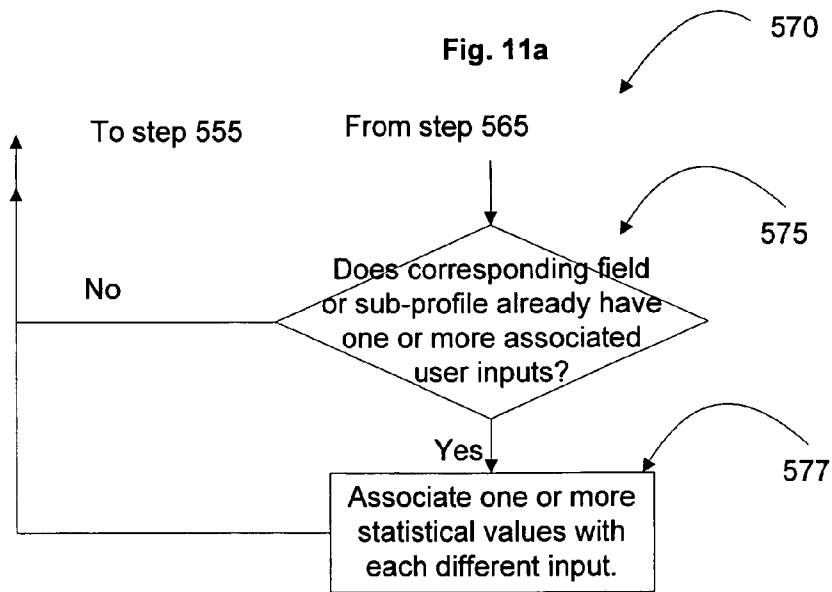 570
Fig. 11a
To step 555
From step 565
575
Does corresponding field
or sub-profile already have
one or more associated
user inputs?
No
Yes
577
Associate one or more
statistical values with
each different input.